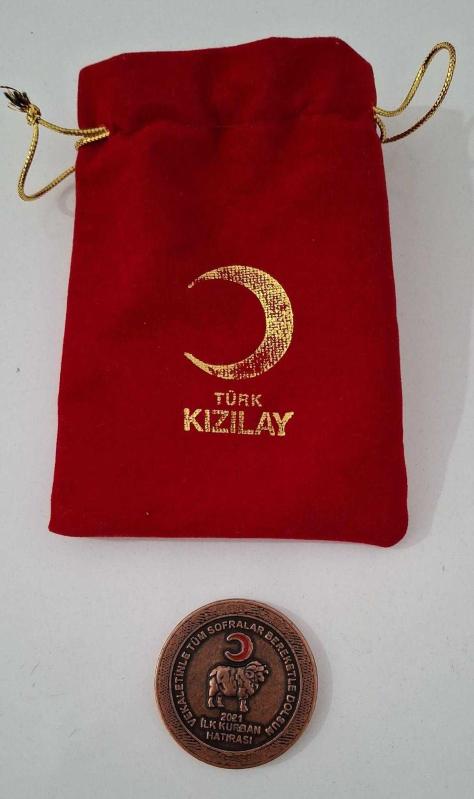 TÜRK
KIZILAY
VEKALETİNLE TÜM SOFRALAR BEREKETLE DOLSUN
2021
İLK KURBAN
HATIRASI